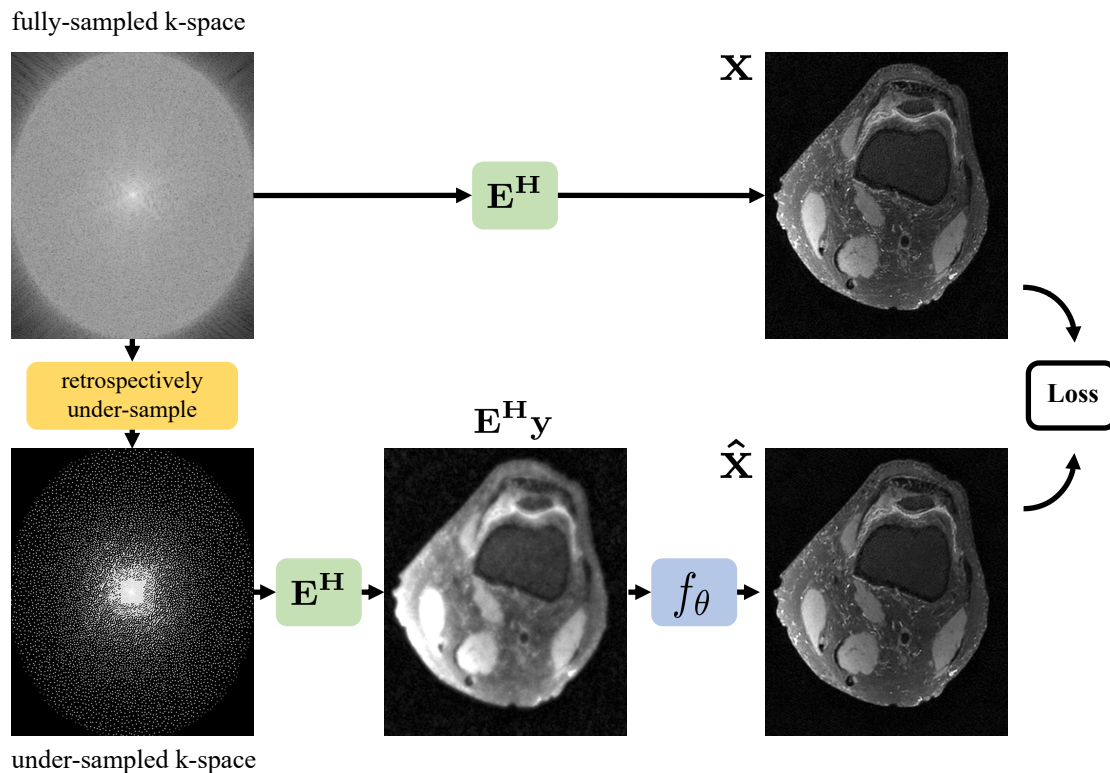 fully-sampled k-space
x
E^H
retrospectively
under-sample
Loss
E^H y
x̂
E^H
f_θ
under-sampled k-space